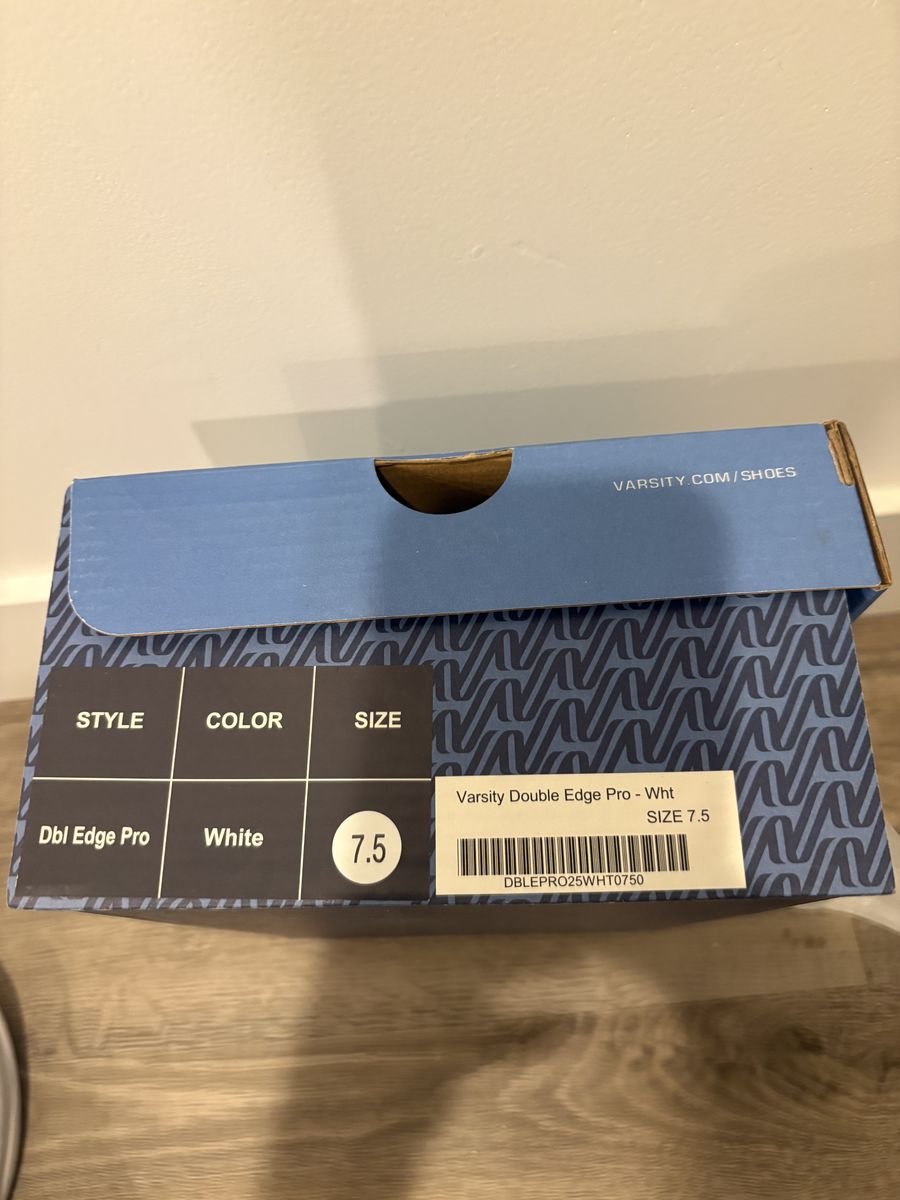 VARSITY.COM/SHOES
STYLE COLOR SIZE
Dbl Edge Pro White 7.5
Varsity Double Edge Pro - Wht
SIZE 7.5
DBLEPRO25WHT0750